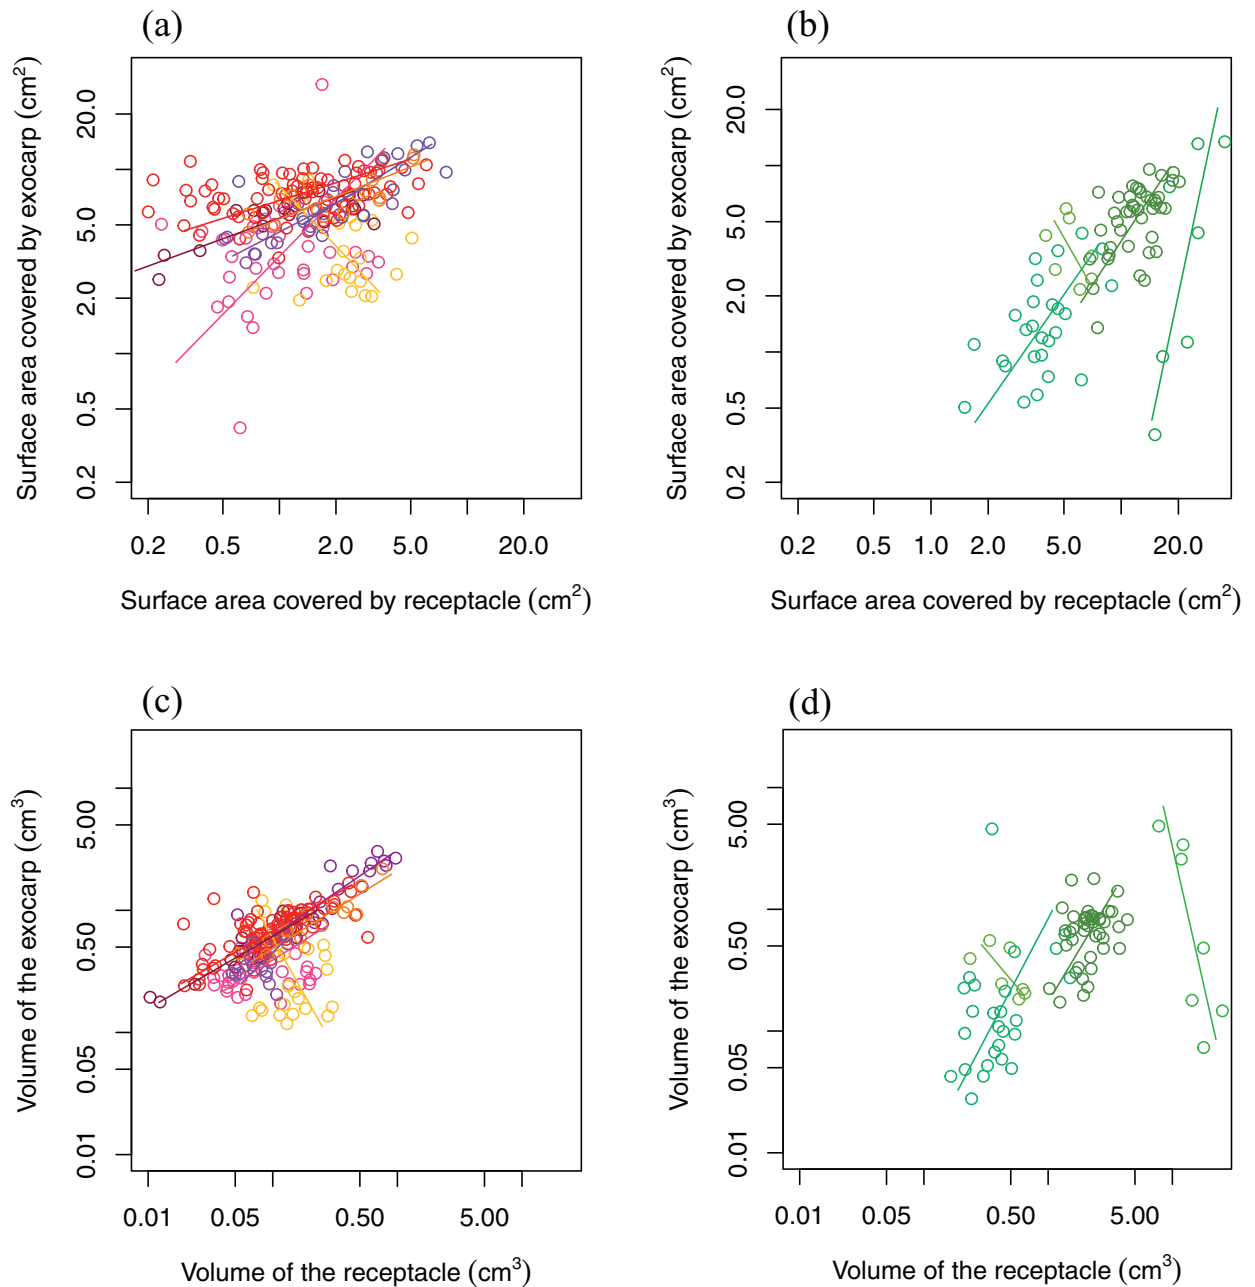 (a)
Surface area covered by exocarp (cm²)
20.0
5.0
2.0
0.5
0.2
0.2 0.5 2.0 5.0 20.0
Surface area covered by receptacle (cm²)
(b)
Surface area covered by exocarp (cm²)
20.0
5.0
2.0
0.5
0.2
0.2 0.5 1.0 2.0 5.0 20.0
Surface area covered by receptacle (cm²)
(c)
Volume of the exocarp (cm³)
5.00
0.50
0.05
0.01
0.01 0.05 0.50 5.00
Volume of the receptacle (cm³)
(d)
Volume of the exocarp (cm³)
5.00
0.50
0.05
0.01
0.01 0.05 0.50 5.00
Volume of the receptacle (cm³)